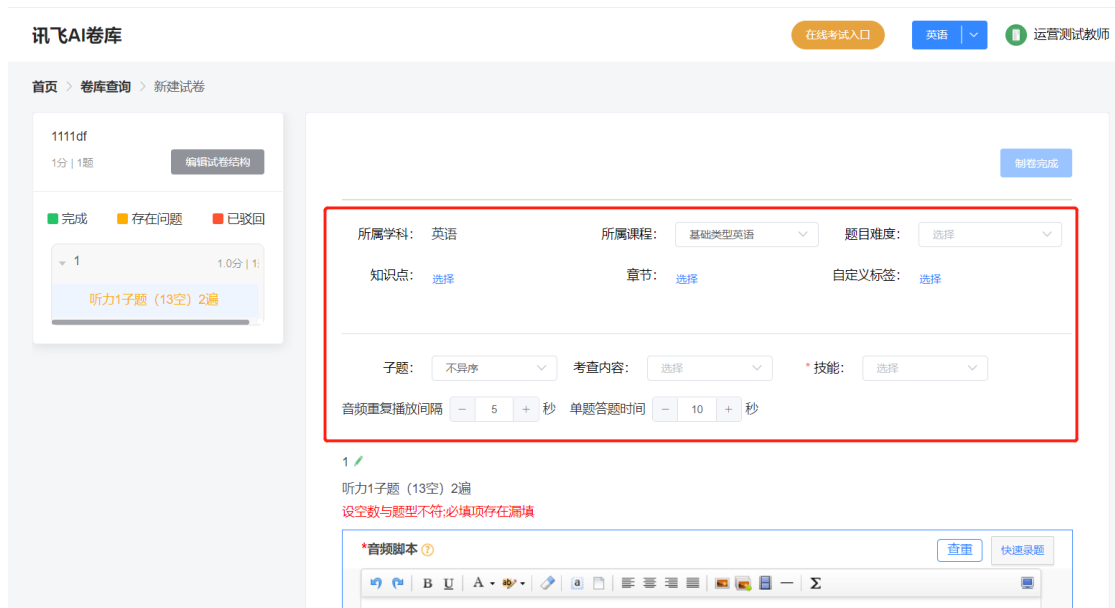 讯飞AI卷库
在线考试入口 英语 运营测试教师
首页 > 卷库查询 > 新建试卷
1111df
1分 | 1题 编辑试卷结构
制卷完成
完成 存在问题 已驳回
1 1.0分 | 1
听力1子题（13空）2遍
所属学科： 英语 所属课程： 基础类型英语 题目难度： 选择
知识点： 选择 章节： 选择 自定义标签： 选择
子题： 不异序 考查内容： 选择 *技能： 选择
音频重复播放间隔 − 5 + 秒 单题答题时间 − 10 + 秒
1
听力1子题（13空）2遍
设空数与题型不符;必填项存在漏填
*音频脚本 ? 查重 快速录题
B U A ab a Σ